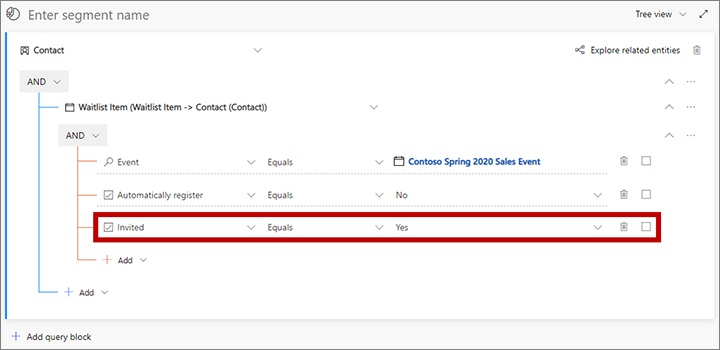 Enter segment name Tree view
Contact Explore related entities
AND
Waitlist Item (Waitlist Item -> Contact (Contact))
AND
Event Equals Contoso Spring 2020 Sales Event
Automatically register Equals No
Invited Equals Yes
+ Add
+ Add
+ Add query block